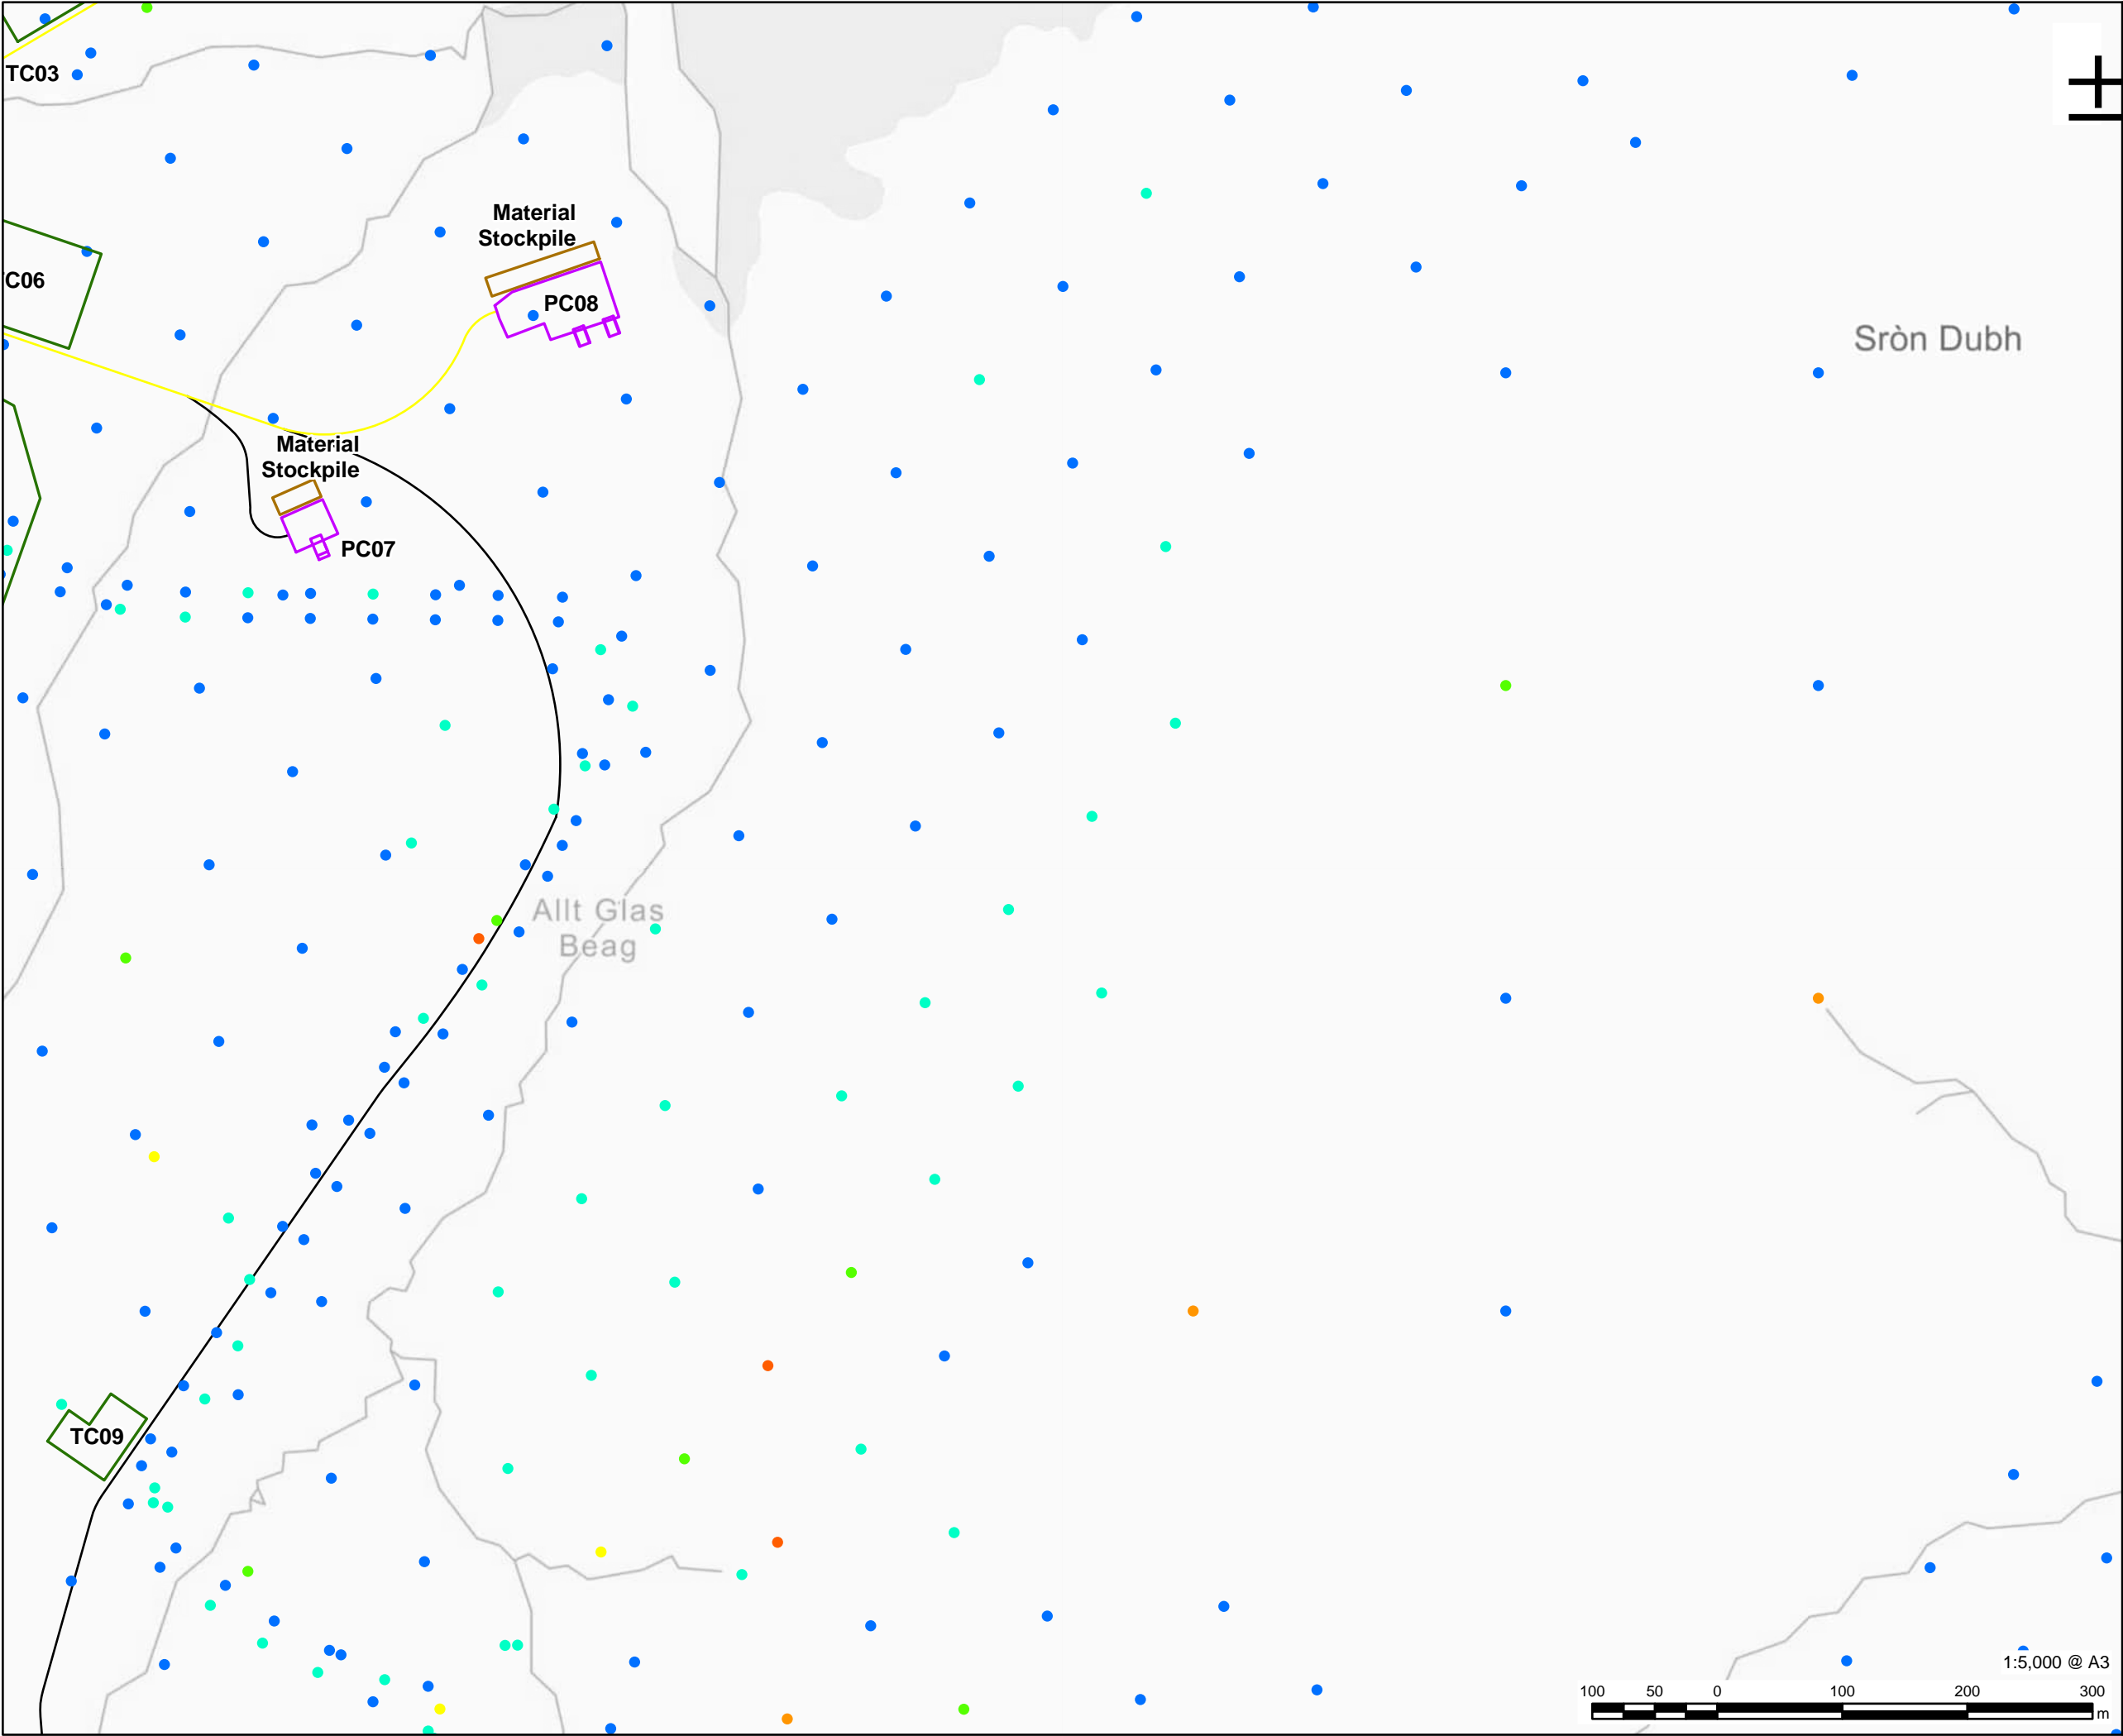 TC03
Material
Stockpile
C06
PC08
Sròn Dubh
Material
Stockpile
PC07
Allt Glas
Beag
TC09
1:5,000 @ A3
100 50 0 100 200 300
m